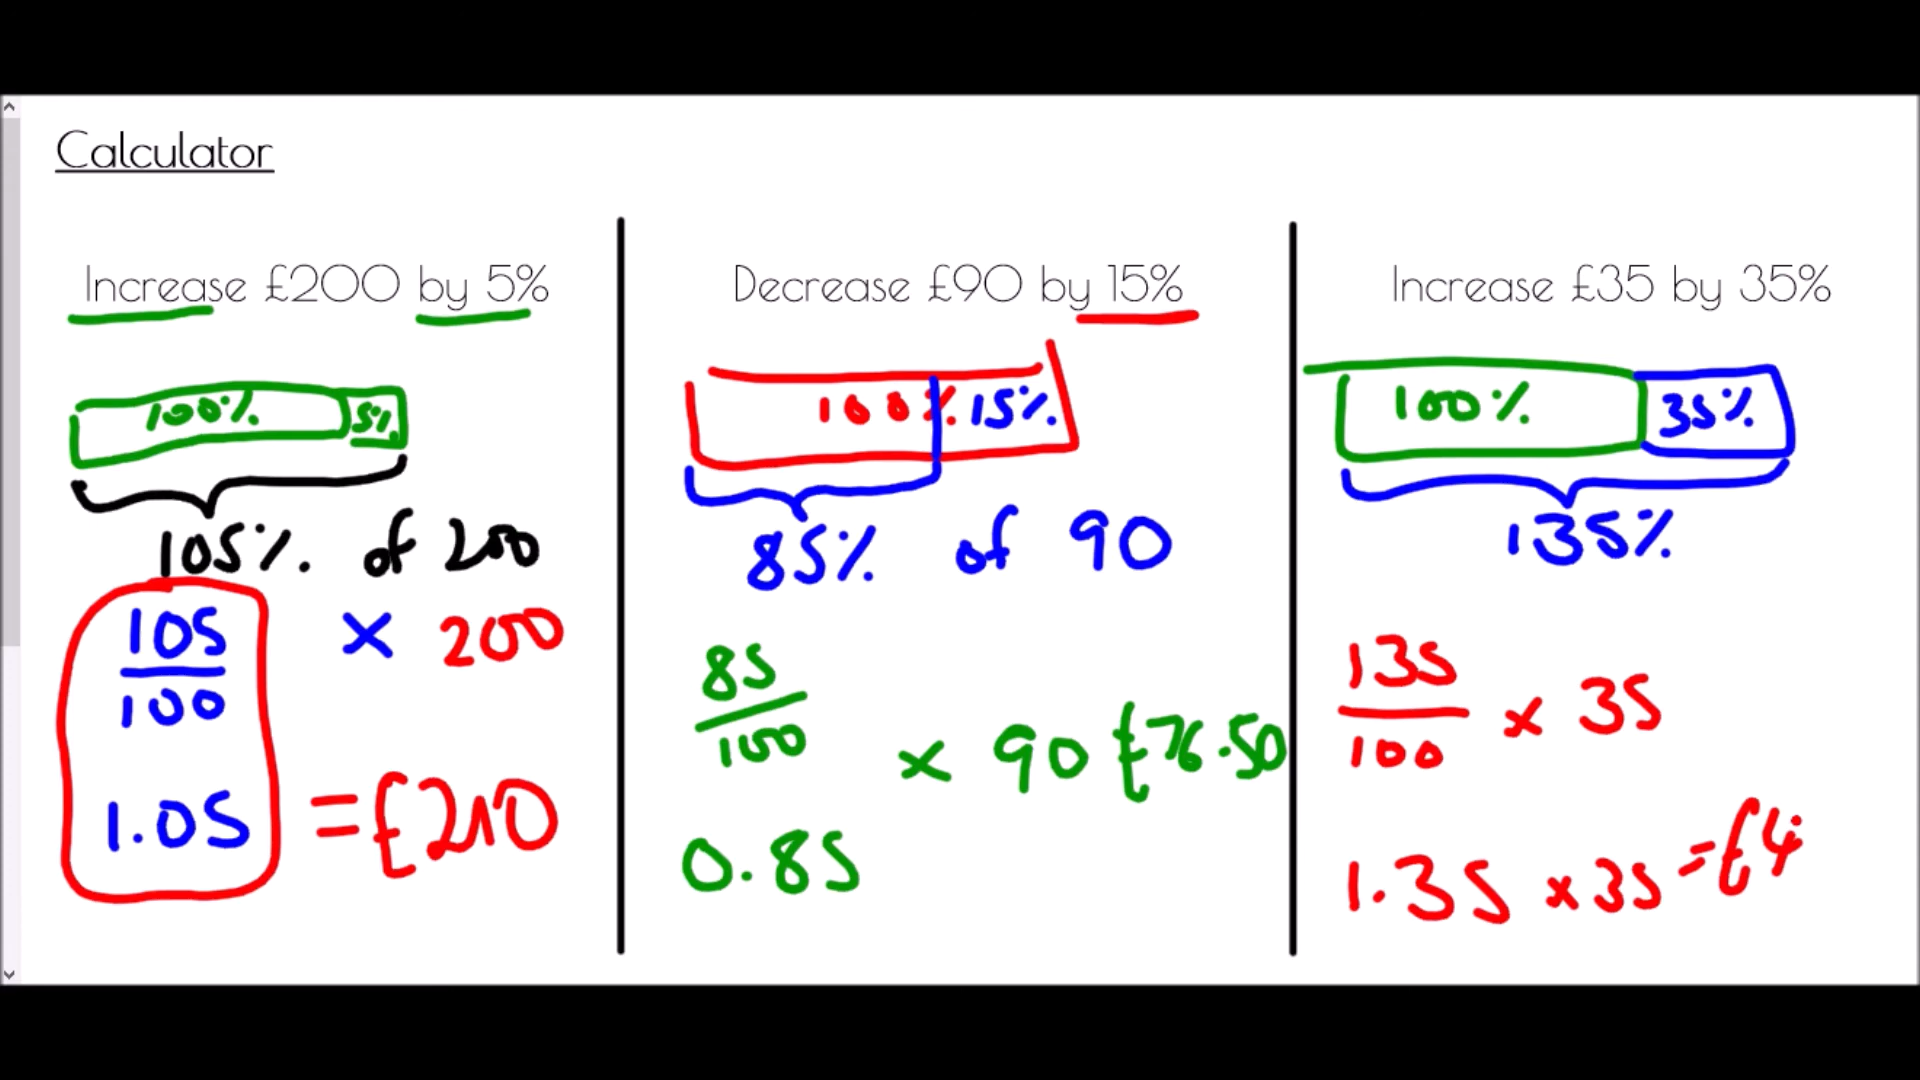 Calculator
Increase £200 by 5%
100% 5%
105% of 200
105
100
× 200
1.05 = £210
Decrease £90 by 15%
100% 15%
85% of 90
85
100
× 90 £76.50
0.85
Increase £35 by 35%
100% 35%
135%
135
100
× 35
1.35 × 35 = £4